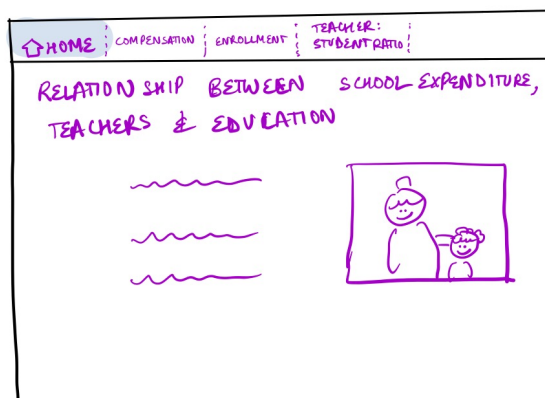 HOME
COMPENSATION
ENROLLMENT
TEACHER:
STUDENT RATIO
RELATIONSHIP BETWEEN SCHOOL EXPENDITURE,
TEACHERS & EDUCATION